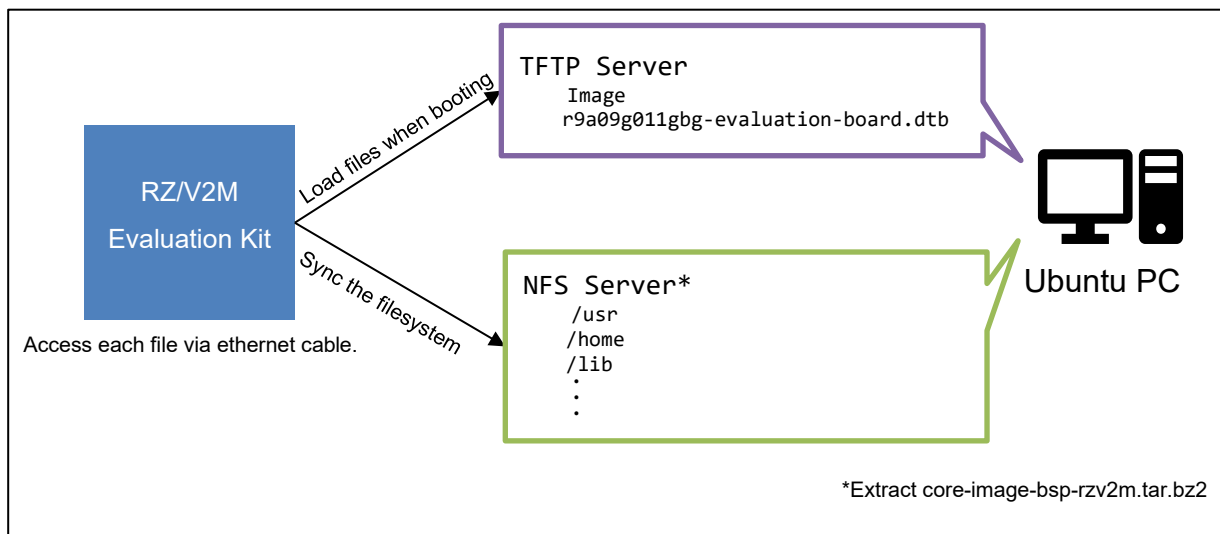 RZ/V2M
Evaluation Kit
Access each file via ethernet cable.
Load files when booting
Sync the filesystem
TFTP Server
Image
r9a09g011gbg-evaluation-board.dtb
NFS Server*
/usr
/home
/lib
.
.
.
Ubuntu PC
*Extract core-image-bsp-rzv2m.tar.bz2